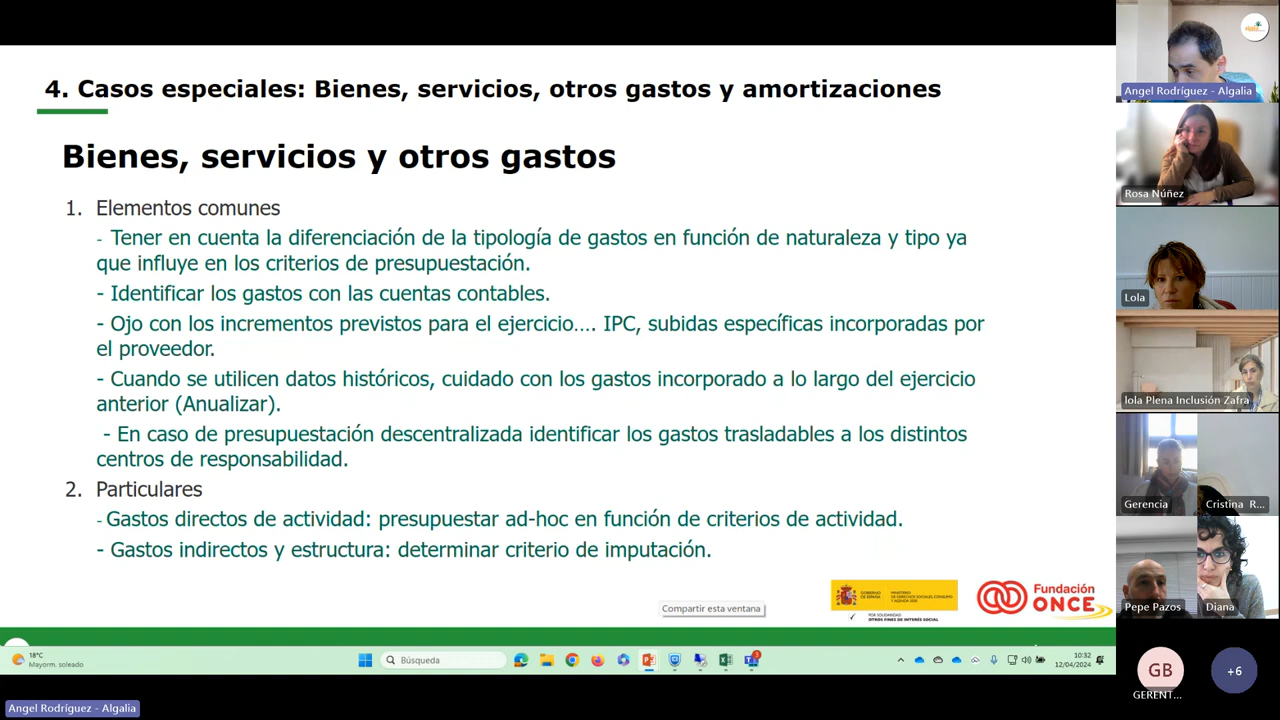 4. Casos especiales: Bienes, servicios, otros gastos y amortizaciones
Bienes, servicios y otros gastos
1. Elementos comunes
- Tener en cuenta la diferenciación de la tipología de gastos en función de naturaleza y tipo ya
que influye en los criterios de presupuestación.
- Identificar los gastos con las cuentas contables.
- Ojo con los incrementos previstos para el ejercicio…. IPC, subidas específicas incorporadas por
el proveedor.
- Cuando se utilicen datos históricos, cuidado con los gastos incorporado a lo largo del ejercicio
anterior (Anualizar).
- En caso de presupuestación descentralizada identificar los gastos trasladables a los distintos
centros de responsabilidad.
2. Particulares
- Gastos directos de actividad: presupuestar ad-hoc en función de criterios de actividad.
- Gastos indirectos y estructura: determinar criterio de imputación.
Compartir esta ventana
GOBIERNO
DE ESPAÑA
MINISTERIO
DE DERECHOS SOCIALES, CONSUMO
Y AGENDA 2030
POR SOLIDARIDAD
OTROS FINES DE INTERÉS SOCIAL
Fundación
ONCE
18°C
Mayorm. soleado
Búsqueda
10:32
12/04/2024
Angel Rodríguez - Algalia
Angel Rodríguez - Algalia
Rosa Núñez
Lola
lola Plena Inclusión Zafra
Gerencia
Cristina R...
Pepe Pazos
Diana
GB
GERENT...
+6